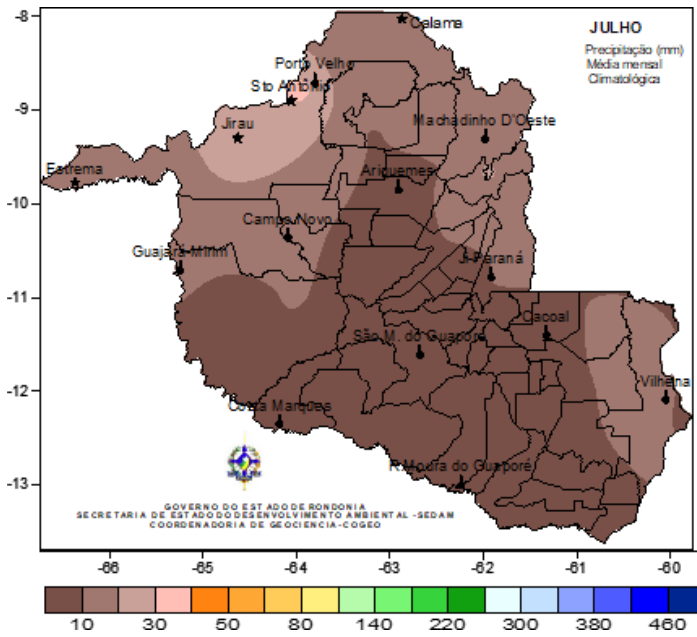 JULHO
Precipitação (mm)
Média mensal
Climatológica
-8
-9
-10
-11
-12
-13
Calama
Porto Velho
Sto Antônio
Jirau
Machadinho D'Oeste
Estrema
Ariquemes
Campo Novo
Guajará-Mirim
Ji-Paraná
Cacoal
São M. do Guaporé
Vilhena
Costa Marques
R.Moura do Guaporé
GOVERNO DO ESTADO DE RONDONIA
SECRETARIA DE ESTADO DO DESENVOLVIMENTO AMBIENTAL -SEDAM
COORDENADORIA DE GEOCIENCIA-COGEO
-66 -65 -64 -63 -62 -61 -60
10 30 50 80 140 220 300 380 460